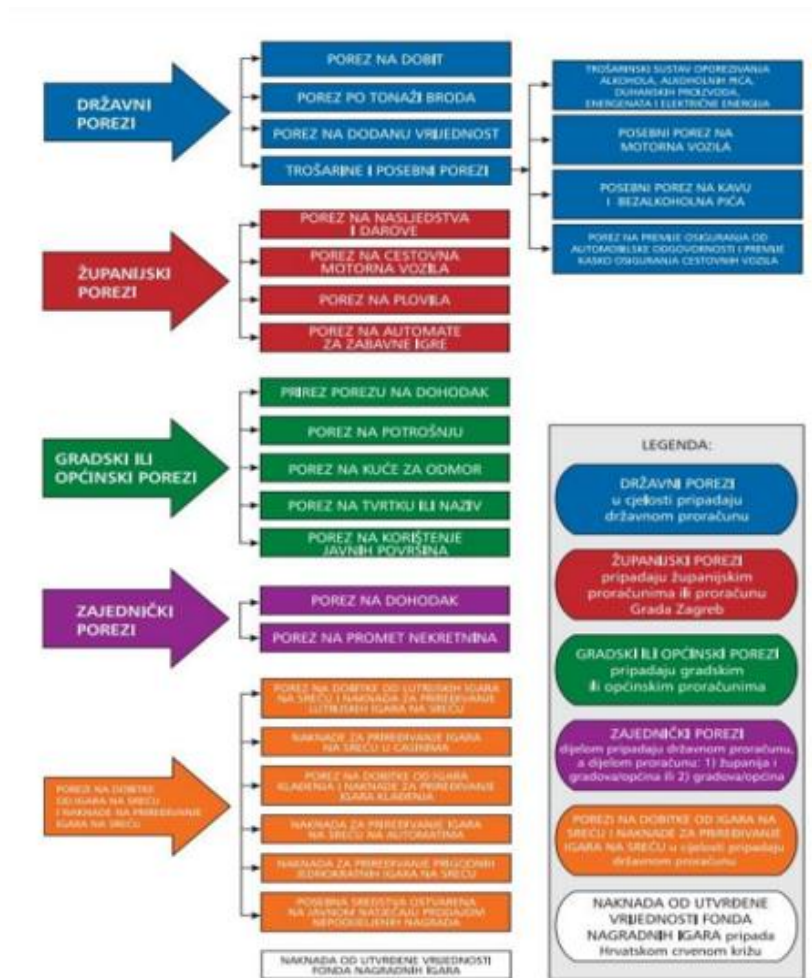 DRŽAVNI
POREZI
POREZ NA DOBIT
POREZ PO TONAŽI BRODA
POREZ NA DODANU VRIJEDNOST
TROŠARINE I POSEBNI POREZI
TROŠARINSKI SUSTAV OPOREZIVANJA
ALKOHOLA, ALKOHOLNIH PIĆA,
DUHANSKIH PROIZVODA,
ENERGENATA I ELEKTRIČNE ENERGIJA
POSEBNI POREZ NA
MOTORNA VOZILA
POSEBNI POREZ NA KAVU
I BEZALKOHOLNA PIĆA
POREZ NA PREMIJE OSIGURANJA OD
AUTOMOBILSKE ODGOVORNOSTI I PREMIJE
KASKO OSIGURANJA CESTOVNIH VOZILA
ŽUPANIJSKI
POREZI
POREZ NA NASLJEDSTVA
I DAROVE
POREZ NA CESTOVNA
MOTORNA VOZILA
POREZ NA PLOVILA
POREZ NA AUTOMATE
ZA ZABAVNE IGRE
GRADSKI ILI
OPĆINSKI POREZI
PRIREZ POREZU NA DOHODAK
POREZ NA POTROŠNJU
POREZ NA KUĆE ZA ODMOR
POREZ NA TVRTKU ILI NAZIV
POREZ NA KORIŠTENJE
JAVNIH POVRŠINA
ZAJEDNIČKI
POREZI
POREZ NA DOHODAK
POREZ NA PROMET NEKRETNINA
POREZ NA DOBITKE
OD IGARA NA SREĆU
I NAKNADE NA PRIREĐIVANJE
IGARA NA SREĆU
POREZ NA DOBITKE OD LUTRIJSKIH IGARA
NA SREĆU I NAKNADA ZA PRIREĐIVANJE
LUTRIJSKIH IGARA NA SREĆU
NAKNADE ZA PRIREĐIVANJE IGARA
NA SREĆU U CASINIMA
POREZ NA DOBITKE OD IGARA
KLAĐENJA I NAKNADE ZA PRIREĐIVANJE
IGARA KLAĐENJA
NAKNADA ZA PRIREĐIVANJE IGARA
NA SREĆU NA AUTOMATIMA
NAKNADA ZA PRIREĐIVANJE PRIGODNIH
JEDNOKRATNIH IGARA NA SREĆU
POSEBNA SREDSTVA OSTVARENA
NA JAVNOM NATJEČAJU PRODAJOM
NEPODIJELJENIH NAGRADA
NAKNADA OD UTVRĐENE VRIJEDNOSTI
FONDA NAGRADNIH IGARA
LEGENDA:
DRŽAVNI POREZI
u cjelosti pripadaju
državnom proračunu
ŽUPANIJSKI POREZI
pripadaju županijskim
proračunima ili proračunu
Grada Zagreb
GRADSKI ILI OPĆINSKI POREZI
pripadaju gradskim
ili općinskim proračunima
ZAJEDNIČKI POREZI
dijelom pripadaju državnom proračunu,
a dijelom proračunu: 1) županija i
gradova/općina ili 2) gradova/općina
POREZI NA DOBITKE OD IGARA NA
SREĆU I NAKNADE ZA PRIREĐIVANJE
IGARA NA SREĆU u cjelosti pripadaju
državnom proračunu
NAKNADA OD UTVRĐENE
VRIJEDNOSTI FONDA
NAGRADNIH IGARA pripada
Hrvatskom crvenom križu